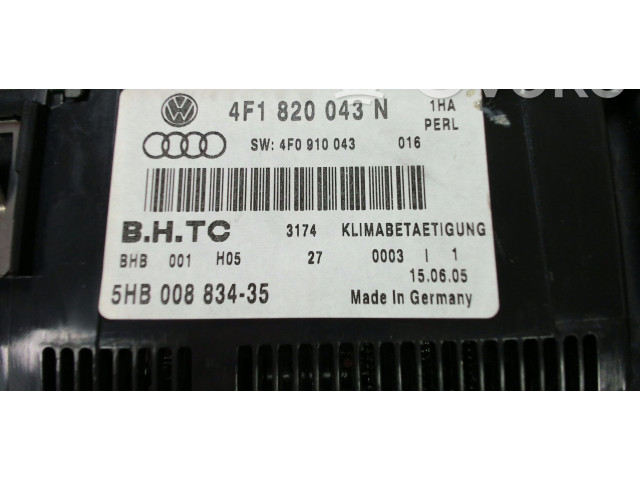 4F1 820 043 N 1HA
PERL
SW: 4F0 910 043 016
B.H.TC 3174 KLIMABETAETIGUNG
BHB 001 H05 27 0003 I 1
15.06.05
5HB 008 834-35 Made In Germany